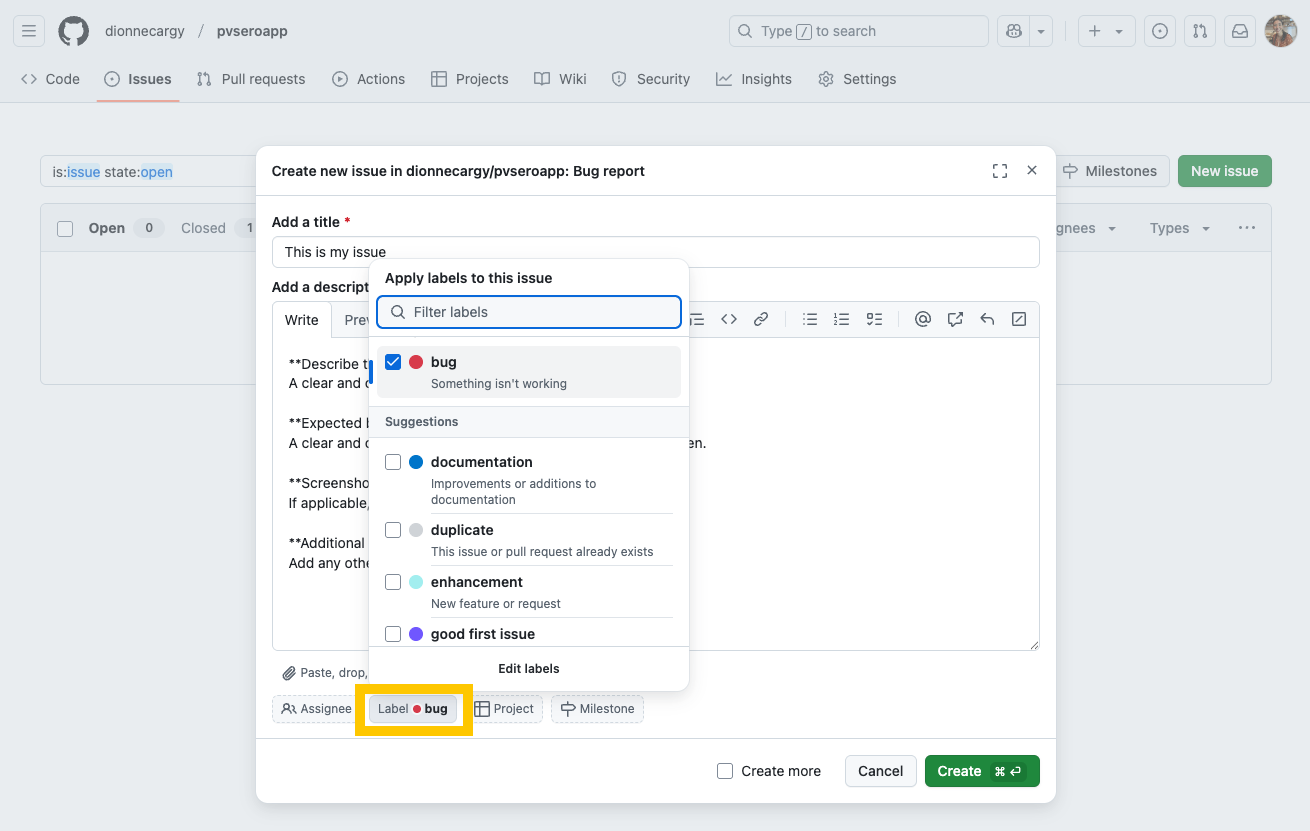 dionnecargy / pvseroapp
Type / to search
Code
Issues
Pull requests
Actions
Projects
Wiki
Security
Insights
Settings
is:issue state:open
Milestones
New issue
Open 0
Closed 1
Types
Create new issue in dionnecargy/pvseroapp: Bug report
Add a title *
This is my issue
Add a descript
Write
Prev
**Describe t
A clear and c
**Expected b
A clear and c
en.
**Screensho
If applicable,
**Additional
Add any othe
Apply labels to this issue
Filter labels
bug
Something isn't working
Suggestions
documentation
Improvements or additions to
documentation
duplicate
This issue or pull request already exists
enhancement
New feature or request
good first issue
Edit labels
Paste, drop,
Assignee
Label bug
Project
Milestone
Create more
Cancel
Create ⌘ ⏎